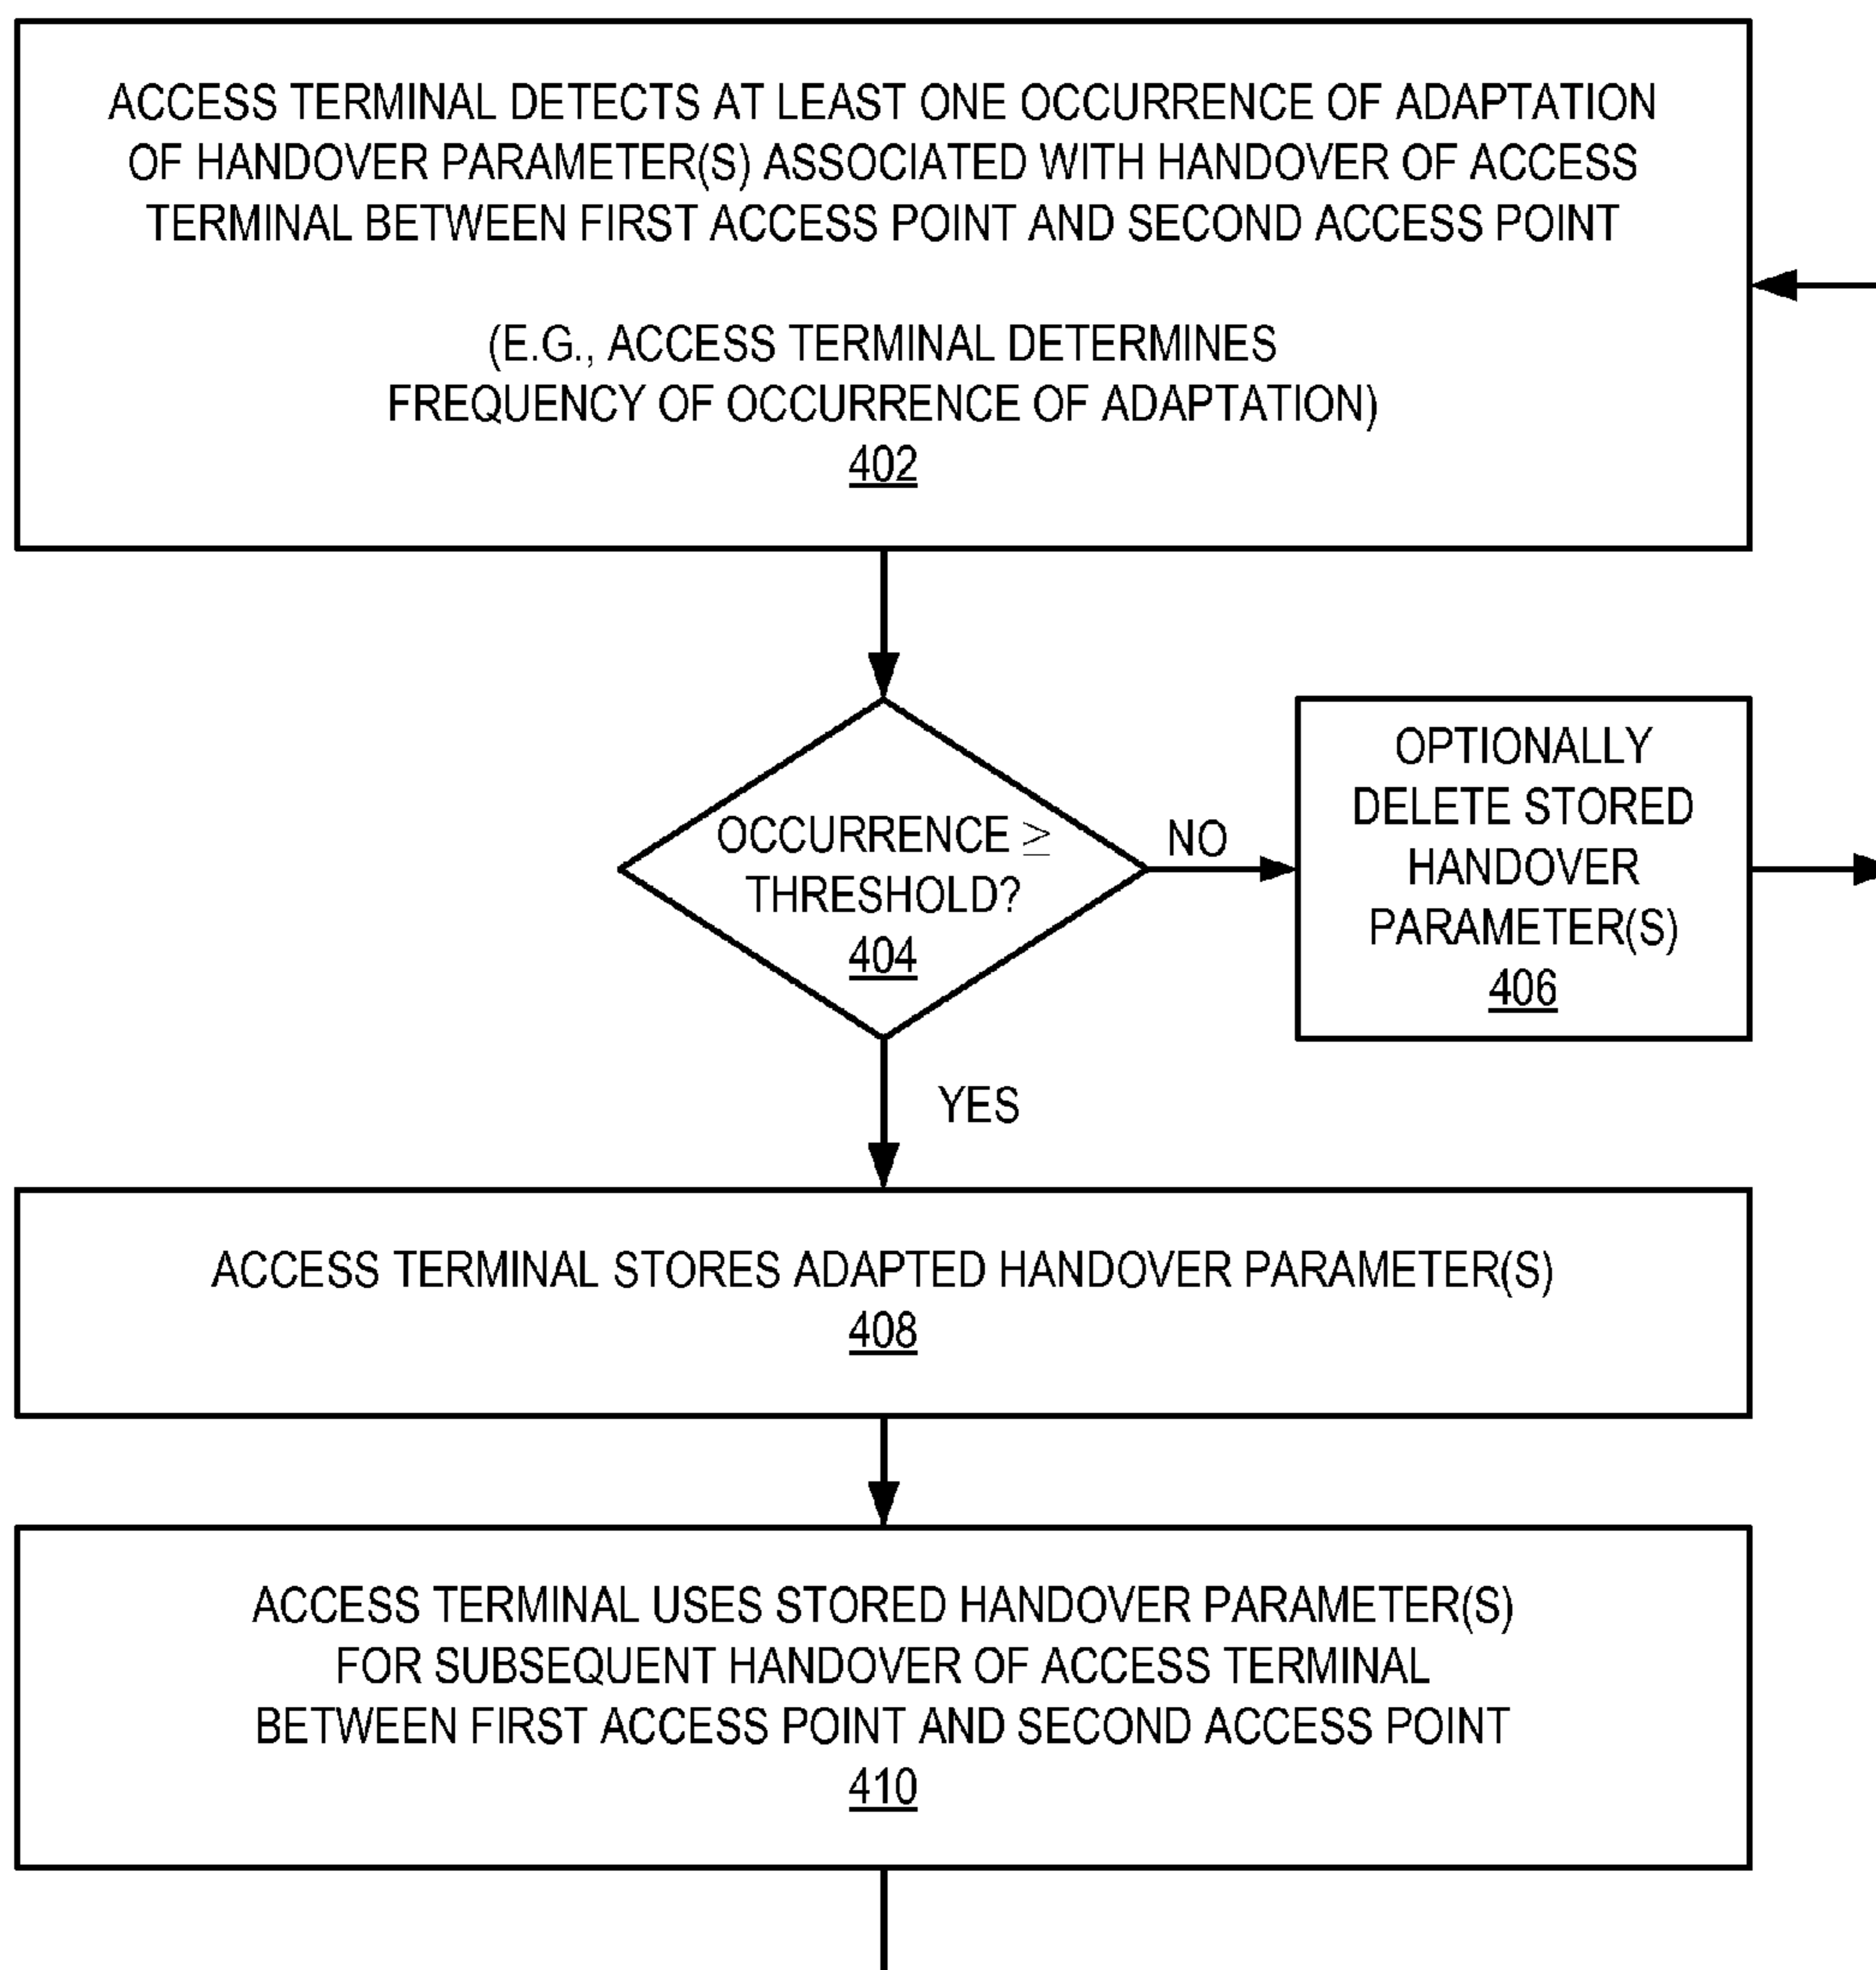 ACCESS TERMINAL DETECTS AT LEAST ONE OCCURRENCE OF ADAPTATION
OF HANDOVER PARAMETER(S) ASSOCIATED WITH HANDOVER OF ACCESS
TERMINAL BETWEEN FIRST ACCESS POINT AND SECOND ACCESS POINT
(E.G., ACCESS TERMINAL DETERMINES
FREQUENCY OF OCCURRENCE OF ADAPTATION)
402
OCCURRENCE ≥
THRESHOLD?
404
NO
OPTIONALLY
DELETE STORED
HANDOVER
PARAMETER(S)
406
YES
ACCESS TERMINAL STORES ADAPTED HANDOVER PARAMETER(S)
408
ACCESS TERMINAL USES STORED HANDOVER PARAMETER(S)
FOR SUBSEQUENT HANDOVER OF ACCESS TERMINAL
BETWEEN FIRST ACCESS POINT AND SECOND ACCESS POINT
410